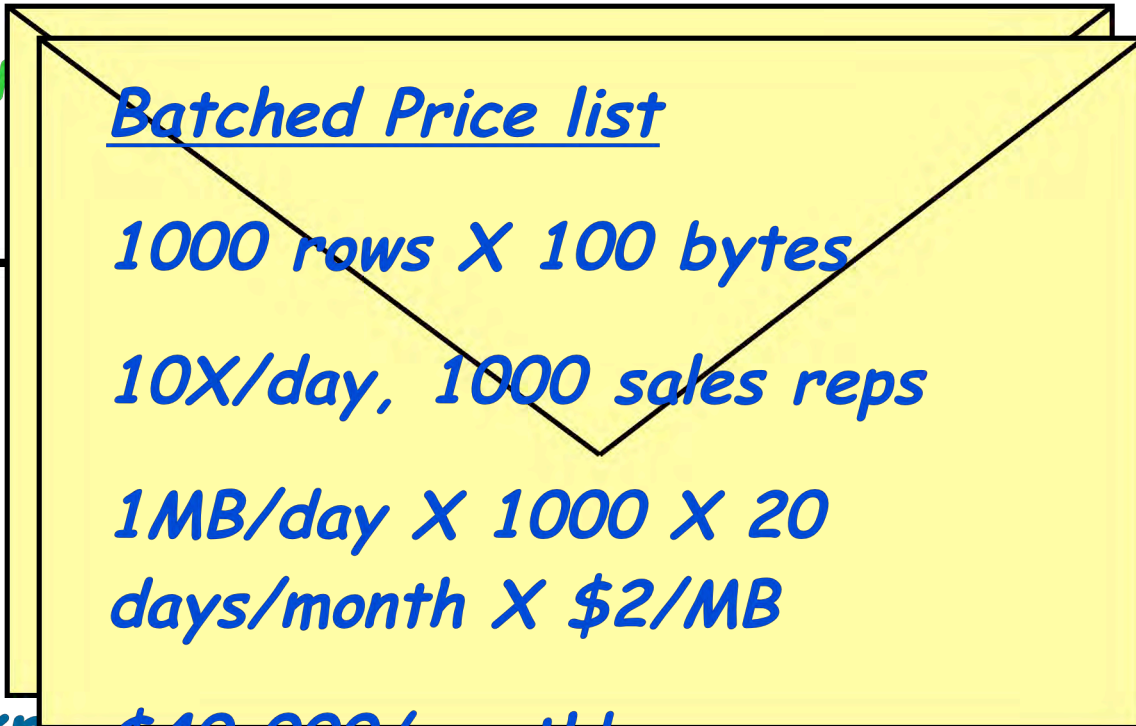 Batched Price list
1000 rows X 100 bytes
10X/day, 1000 sales reps
1MB/day X 1000 X 20
days/month X $2/MB